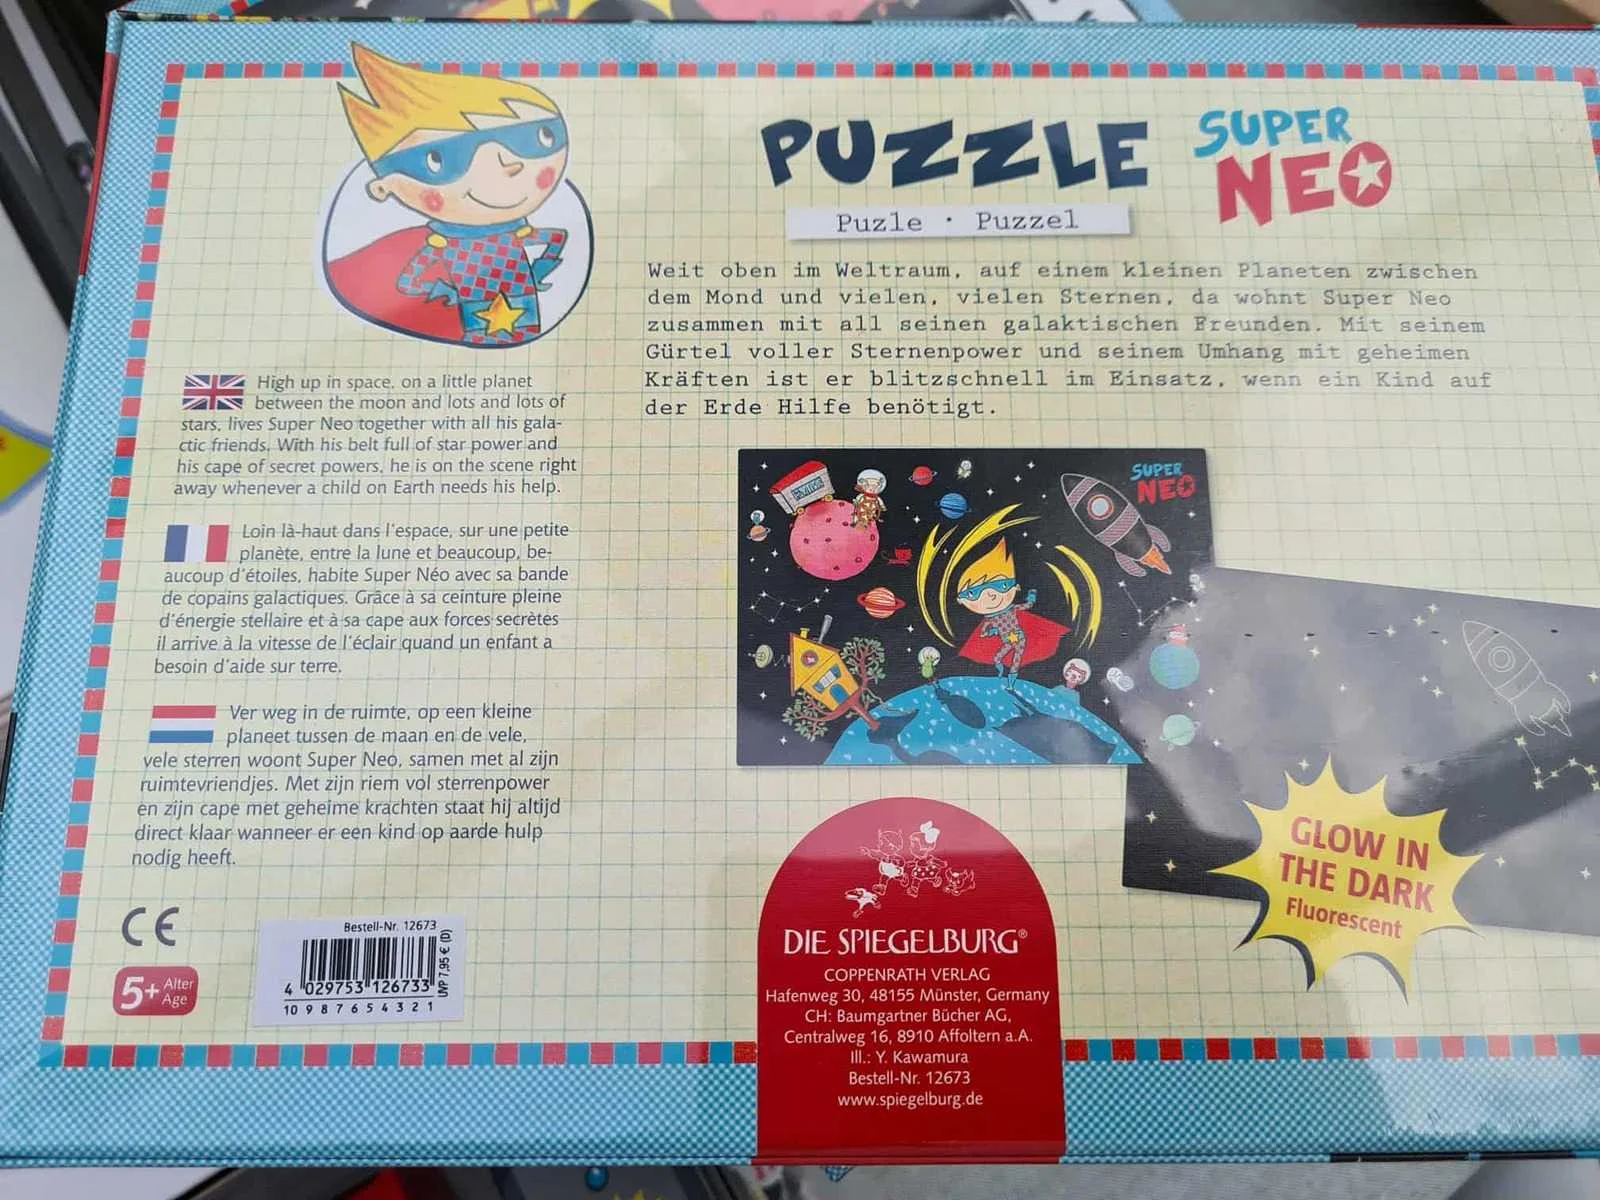 PUZZLE
SUPER
NEO
Puzle · Puzzel
Weit oben im Weltraum, auf einem kleinen Planeten zwischen
dem Mond und vielen, vielen Sternen, da wohnt Super Neo
zusammen mit all seinen galaktischen Freunden. Mit seinem
Gürtel voller Sternenpower und seinem Umhang mit geheimen
Kräften ist er blitzschnell im Einsatz, wenn ein Kind auf
der Erde Hilfe benötigt.
High up in space, on a little planet
between the moon and lots and lots of
stars, lives Super Neo together with all his gala-
ctic friends. With his belt full of star power and
his cape of secret powers, he is on the scene right
away whenever a child on Earth needs his help.
Loin là-haut dans l'espace, sur une petite
planète, entre la lune et beaucoup, be-
aucoup d'étoiles, habite Super Néo avec sa bande
de copains galactiques. Grâce à sa ceinture pleine
d'énergie stellaire et à sa cape aux forces secrètes
il arrive à la vitesse de l'éclair quand un enfant a
besoin d'aide sur terre.
Ver weg in de ruimte, op een kleine
planeet tussen de maan en de vele,
vele sterren woont Super Neo, samen met al zijn
ruimtevriendjes. Met zijn riem vol sterrenpower
en zijn cape met geheime krachten staat hij altijd
direct klaar wanneer er een kind op aarde hulp
nodig heeft.
SUPER
NEO
GLOW IN
THE DARK
Fluorescent
CE
5+ Alter
Age
Bestell-Nr. 12673
4 029753 126733
UVP 7,95 € (D)
10 9 8 7 6 5 4 3 2 1
DIE SPIEGELBURG®
COPPENRATH VERLAG
Hafenweg 30, 48155 Münster, Germany
CH: Baumgartner Bücher AG,
Centralweg 16, 8910 Affoltern a.A.
Ill.: Y. Kawamura
Bestell-Nr. 12673
www.spiegelburg.de